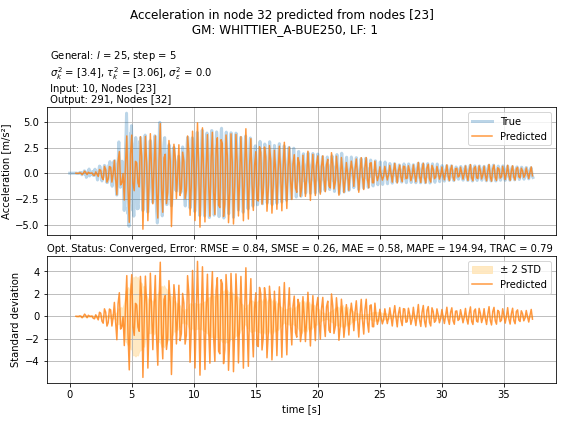 Acceleration in node 32 predicted from nodes [23]
GM: WHITTIER_A-BUE250, LF: 1
General: l = 25, step = 5
σ²ₖ = [3.4], τ²ₖ = [3.06], σ²ε = 0.0
Input: 10, Nodes [23]
Output: 291, Nodes [32]
Acceleration [m/s²]
5.0
2.5
0.0
−2.5
−5.0
True
Predicted
Opt. Status: Converged, Error: RMSE = 0.84, SMSE = 0.26, MAE = 0.58, MAPE = 194.94, TRAC = 0.79
Standard deviation
4
2
0
−2
−4
± 2 STD
Predicted
0 5 10 15 20 25 30 35
time [s]